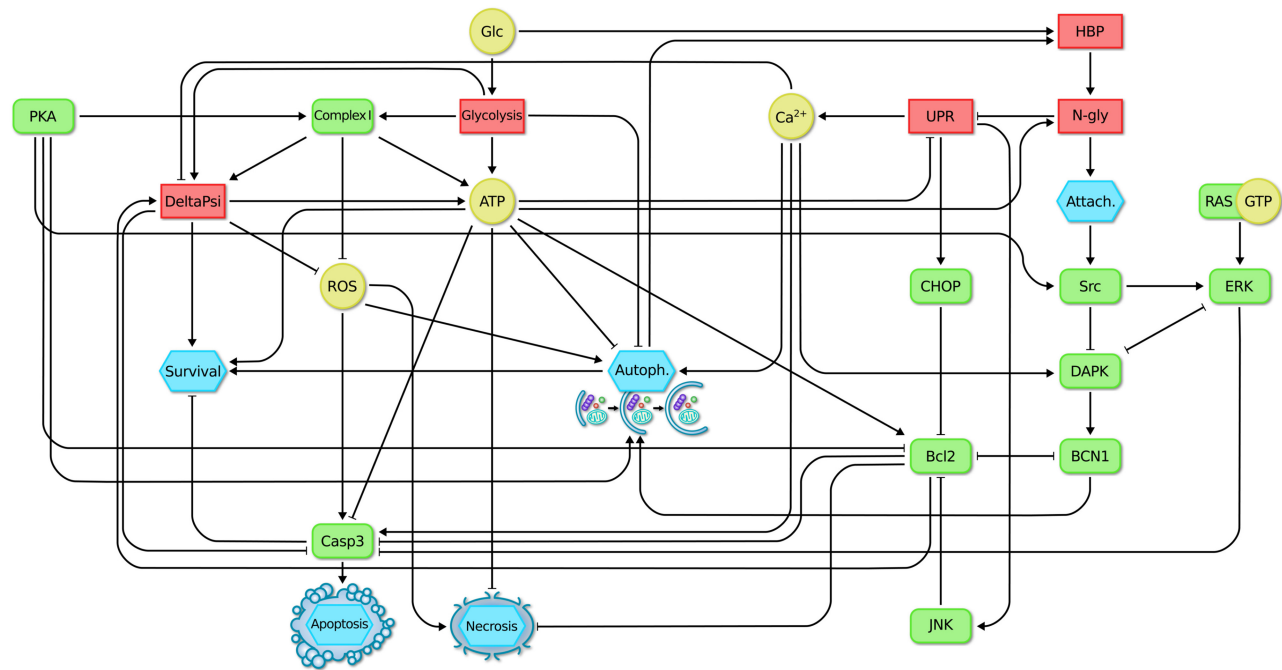 Glc
HBP
PKA
Complex I
Glycolysis
Ca²⁺
UPR
N-gly
DeltaPsi
ATP
Attach.
RAS
GTP
ROS
CHOP
Src
ERK
Survival
Autoph.
DAPK
Bcl2
BCN1
Casp3
Apoptosis
Necrosis
JNK